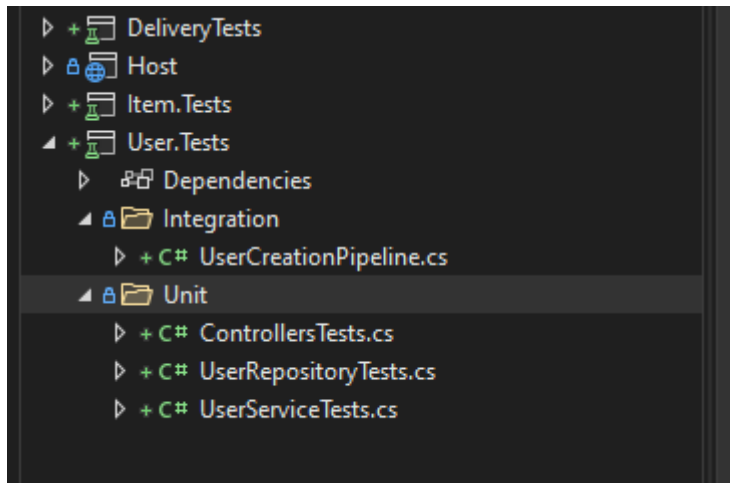 DeliveryTests
Host
Item.Tests
User.Tests
Dependencies
Integration
C# UserCreationPipeline.cs
Unit
C# ControllersTests.cs
C# UserRepositoryTests.cs
C# UserServiceTests.cs